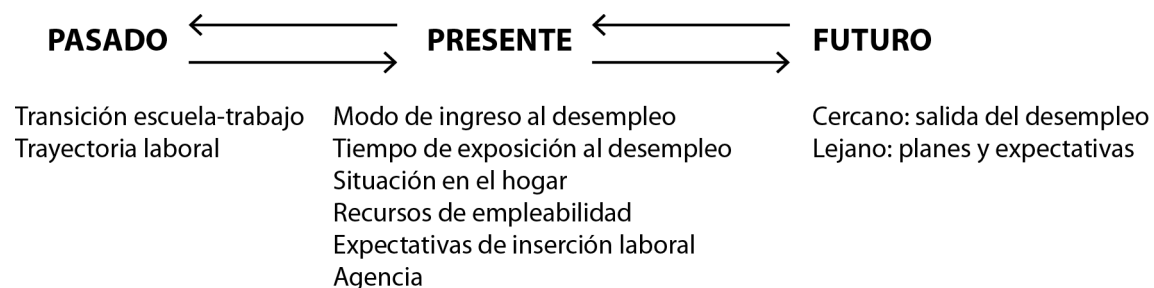 PASADO
PRESENTE
FUTURO
Transición escuela-trabajo
Trayectoria laboral
Modo de ingreso al desempleo
Tiempo de exposición al desempleo
Situación en el hogar
Recursos de empleabilidad
Expectativas de inserción laboral
Agencia
Cercano: salida del desempleo
Lejano: planes y expectativas